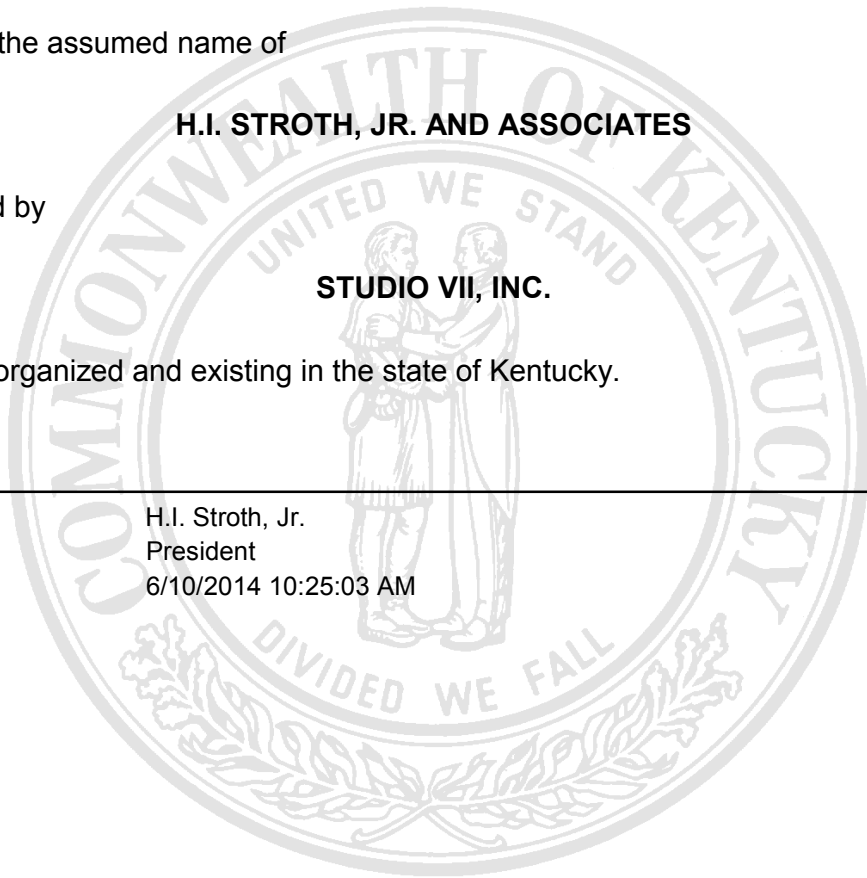 the assumed name of
H.I. STROTH, JR. AND ASSOCIATES
d by
STUDIO VII, INC.
organized and existing in the state of Kentucky.
H.I. Stroth, Jr.
President
6/10/2014 10:25:03 AM
COMMONWEALTH OF KENTUCKY
UNITED WE STAND
DIVIDED WE FALL